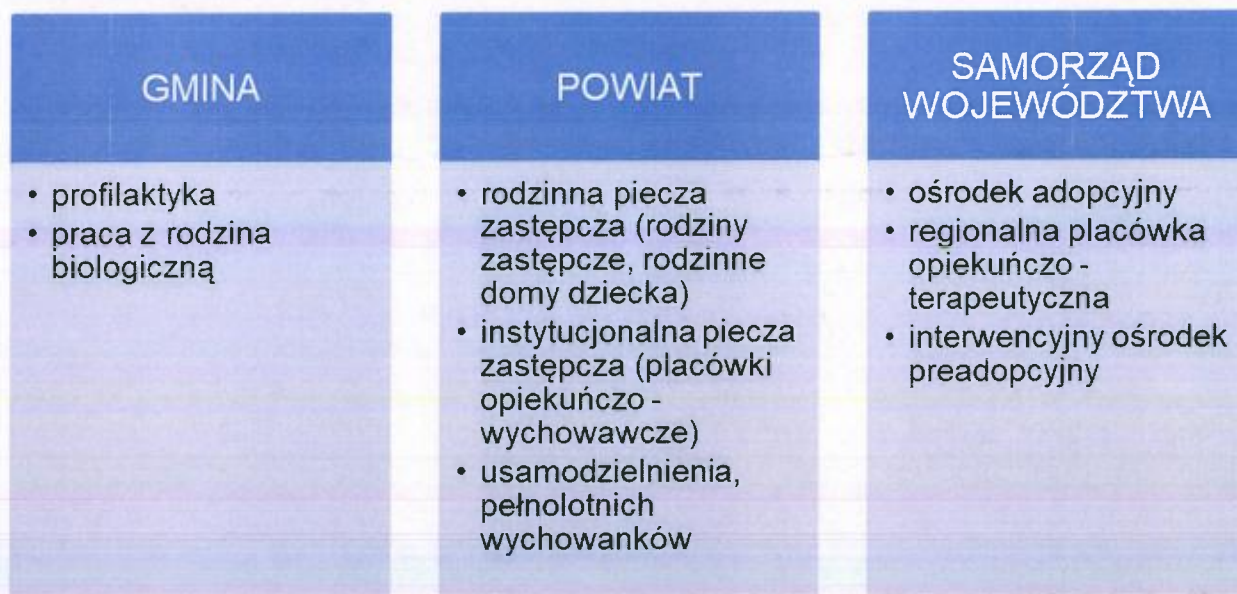 GMINA
• profilaktyka
• praca z rodzina
biologiczną
POWIAT
• rodzinna piecza
zastępcza (rodziny
zastępcze, rodzinne
domy dziecka)
• instytucjonalna piecza
zastępcza (placówki
opiekuńczo -
wychowawcze)
• usamodzielnienia,
pełnolotnich
wychowanków
SAMORZĄD
WOJEWÓDZTWA
• ośrodek adopcyjny
• regionalna placówka
opiekuńczo -
terapeutyczna
• interwencyjny ośrodek
preadopcyjny